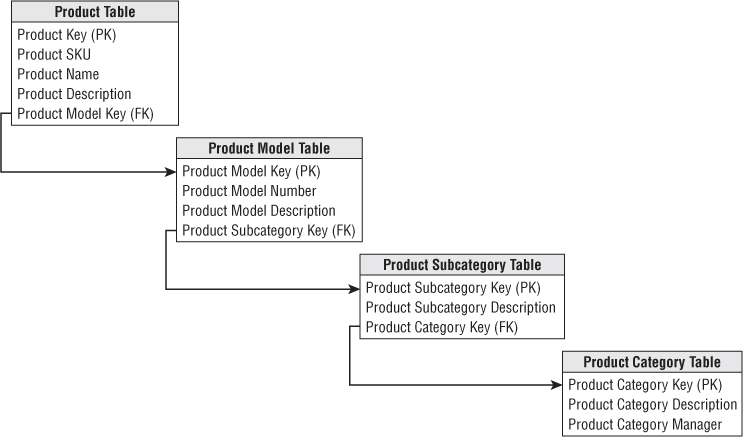 Product Table
Product Key (PK)
Product SKU
Product Name
Product Description
Product Model Key (FK)
Product Model Table
Product Model Key (PK)
Product Model Number
Product Model Description
Product Subcategory Key (FK)
Product Subcategory Table
Product Subcategory Key (PK)
Product Subcategory Description
Product Category Key (FK)
Product Category Table
Product Category Key (PK)
Product Category Description
Product Category Manager